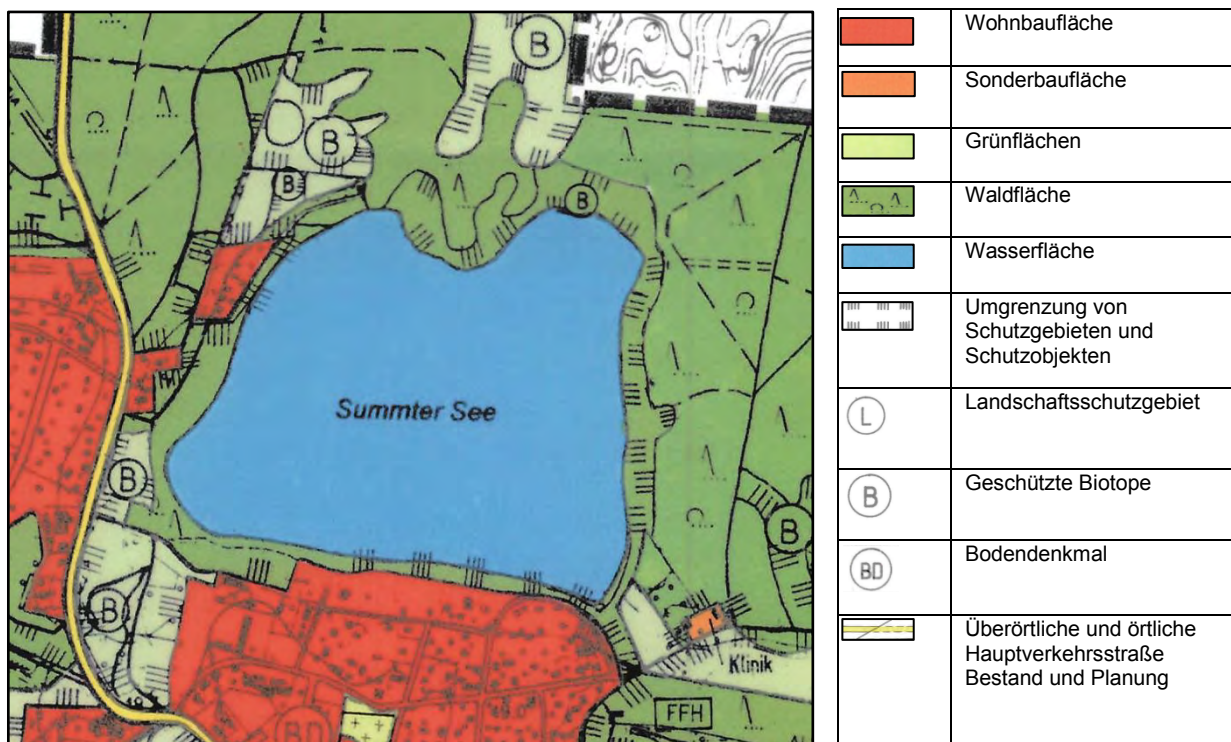 B
B
B
B
Summter See
B
B
B
Klinik
FFH
BD
Wohnbaufläche
Sonderbaufläche
Grünflächen
Waldfläche
Wasserfläche
Umgrenzung von
Schutzgebieten und
Schutzobjekten
L
Landschaftsschutzgebiet
B
Geschützte Biotope
BD
Bodendenkmal
Überörtliche und örtliche
Hauptverkehrsstraße
Bestand und Planung